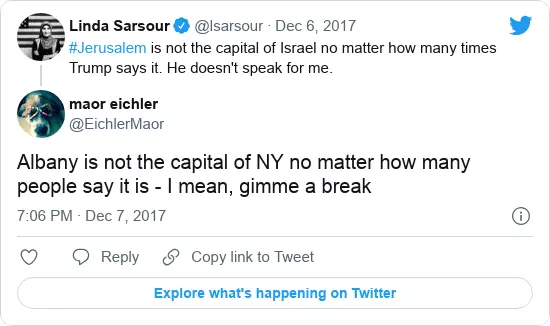 Linda Sarsour @lsarsour · Dec 6, 2017
#Jerusalem is not the capital of Israel no matter how many times
Trump says it. He doesn't speak for me.
maor eichler
@EichlerMaor
Albany is not the capital of NY no matter how many
people say it is - I mean, gimme a break
7:06 PM · Dec 7, 2017
Reply Copy link to Tweet
Explore what's happening on Twitter